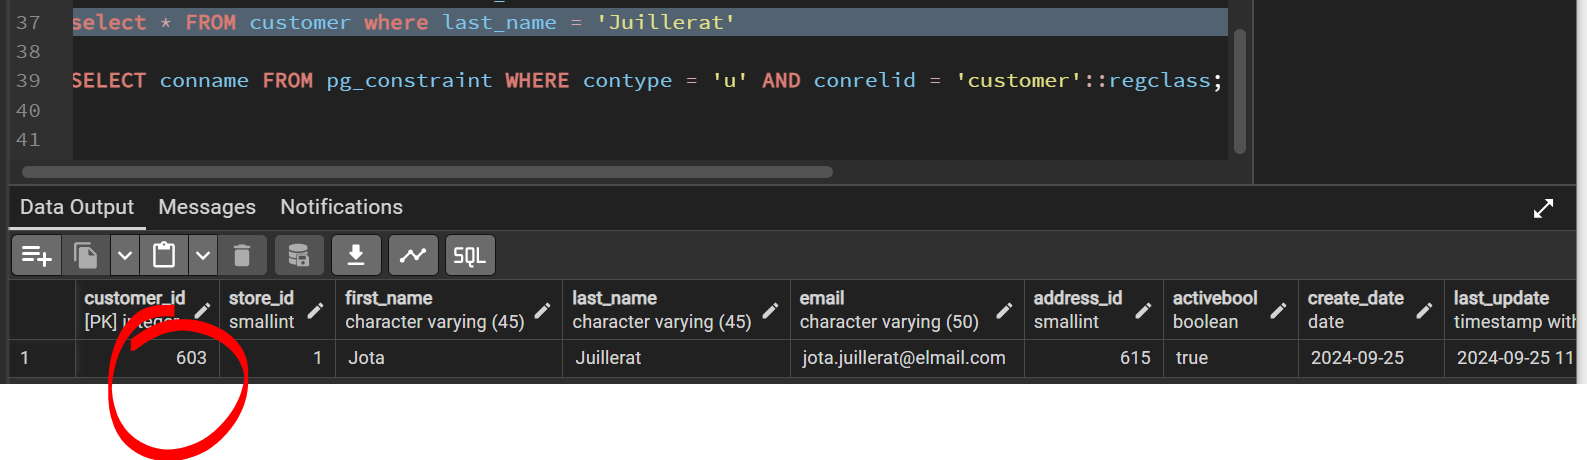 37 select * FROM customer where last_name = 'Juillerat'
38
39 SELECT conname FROM pg_constraint WHERE contype = 'u' AND conrelid = 'customer'::regclass;
40
41
Data Output Messages Notifications
SQL
customer_id store_id first_name last_name email address_id activebool create_date last_update
[PK] integer smallint character varying (45) character varying (45) character varying (50) smallint boolean date timestamp with
1 603 1 Jota Juillerat jota.juillerat@elmail.com 615 true 2024-09-25 2024-09-25 11